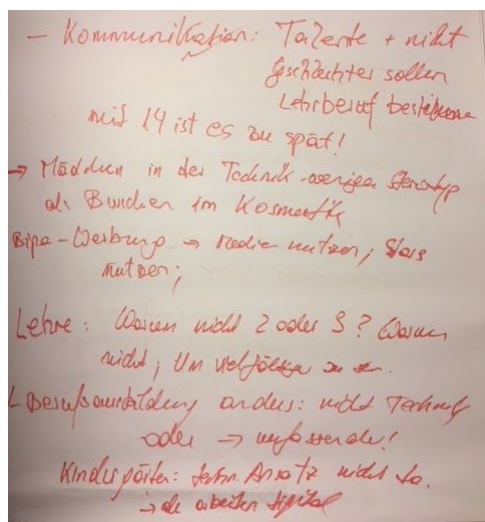 - Kommunikation: Talente + nicht
Geschlechter sollen
Lehrberuf bestimmen
mit 14 ist es zu spät!
→ Mädchen in der Technik weniger Stereotyp
als Burschen im Kosmetik
Bipa-Werbung → Medien nutzen; Stars
nutzen;
Lehre: Warum nicht 2 oder 3? Warum
nicht, um vielfältiger zu
Berufsausbildung anders: nicht Technik
oder → umfassender!
Kindergärten: Ansatz nicht so.
→ die arbeiten digital